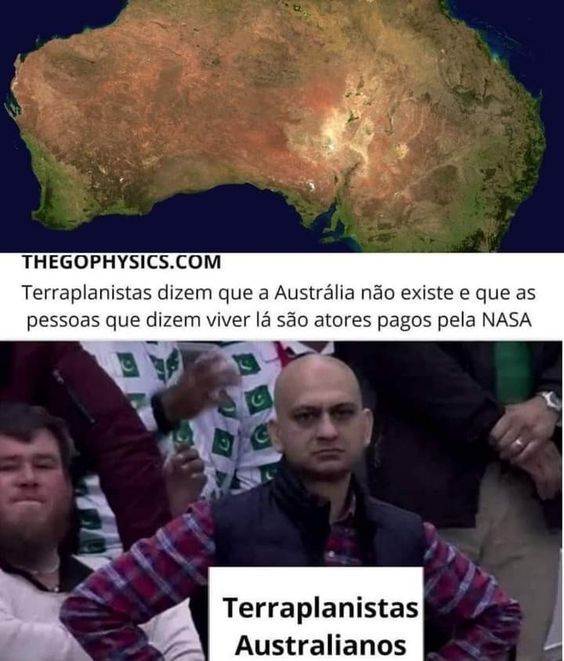 THEGOPHYSICS.COM
Terraplanistas dizem que a Austrália não existe e que as
pessoas que dizem viver lá são atores pagos pela NASA
Terraplanistas
Australianos